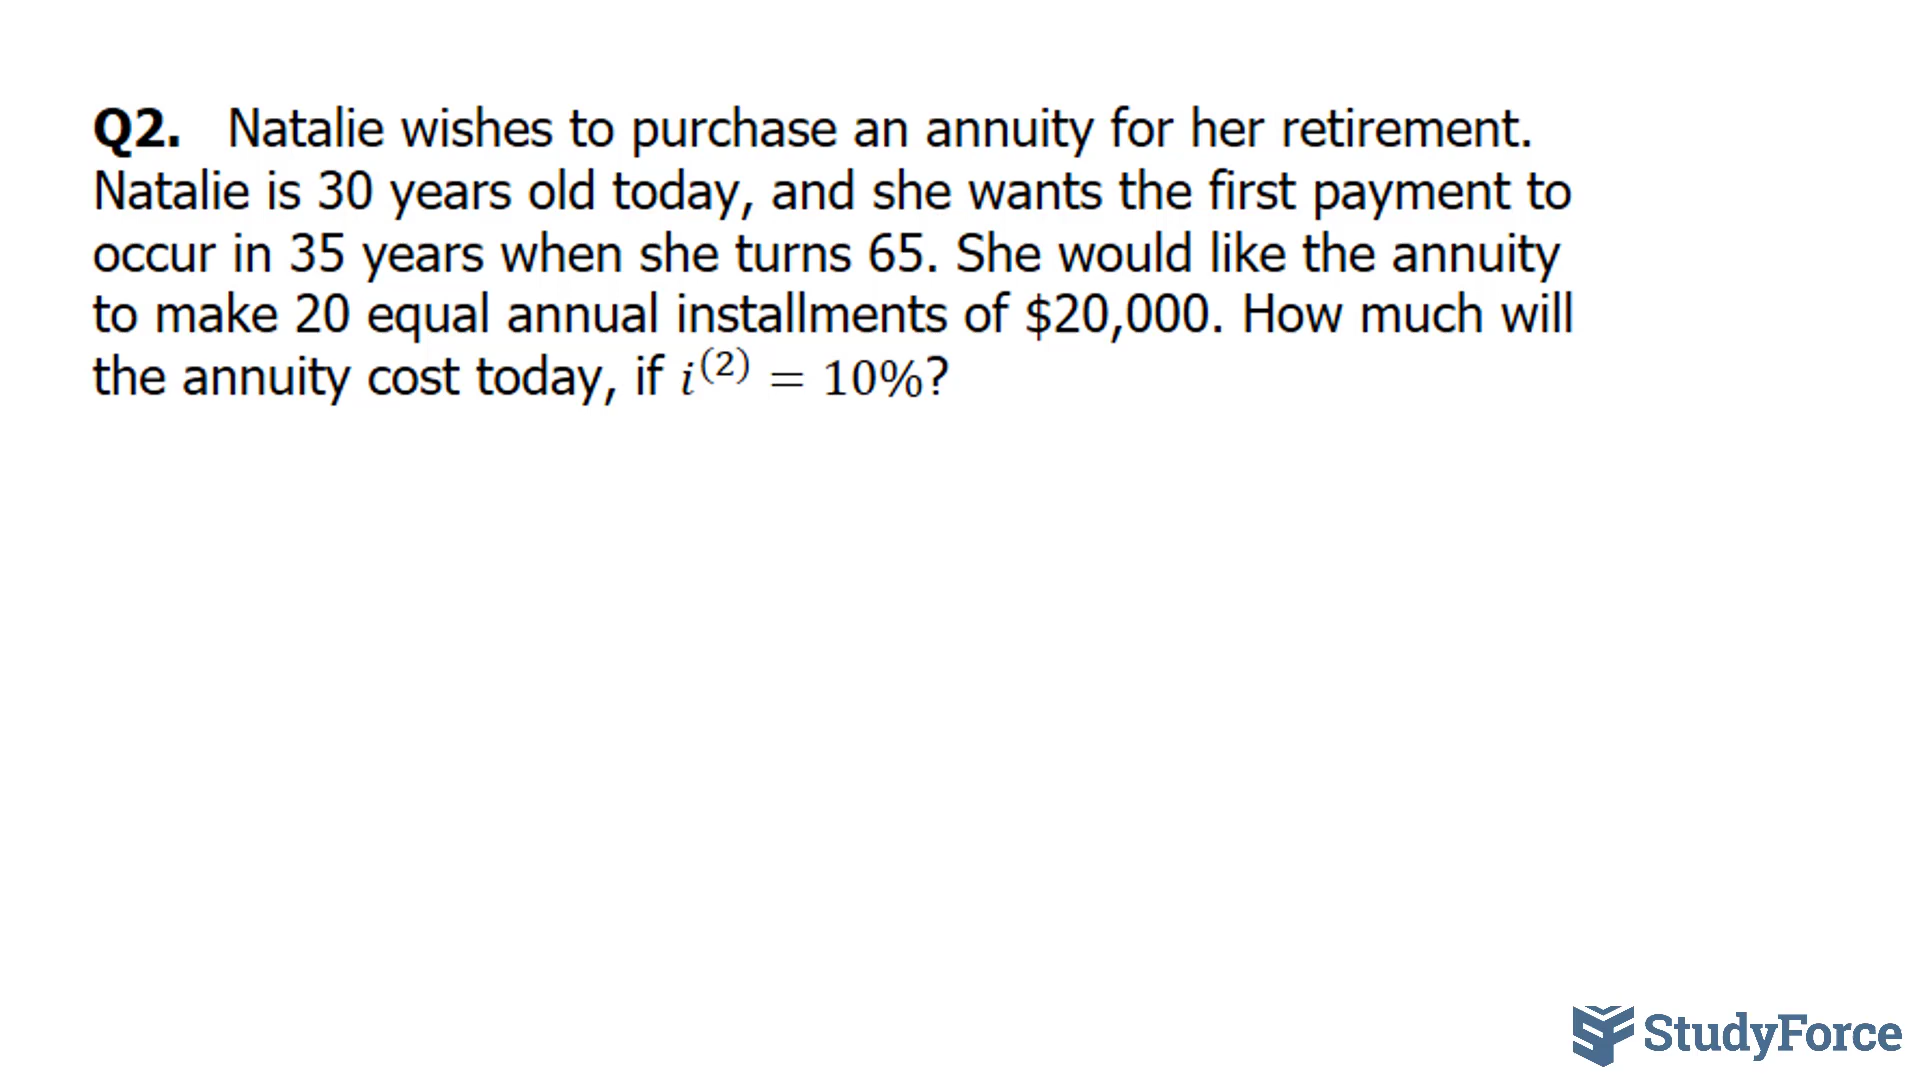 Q2. Natalie wishes to purchase an annuity for her retirement.
Natalie is 30 years old today, and she wants the first payment to
occur in 35 years when she turns 65. She would like the annuity
to make 20 equal annual installments of $20,000. How much will
the annuity cost today, if i⁽²⁾ = 10%?
StudyForce